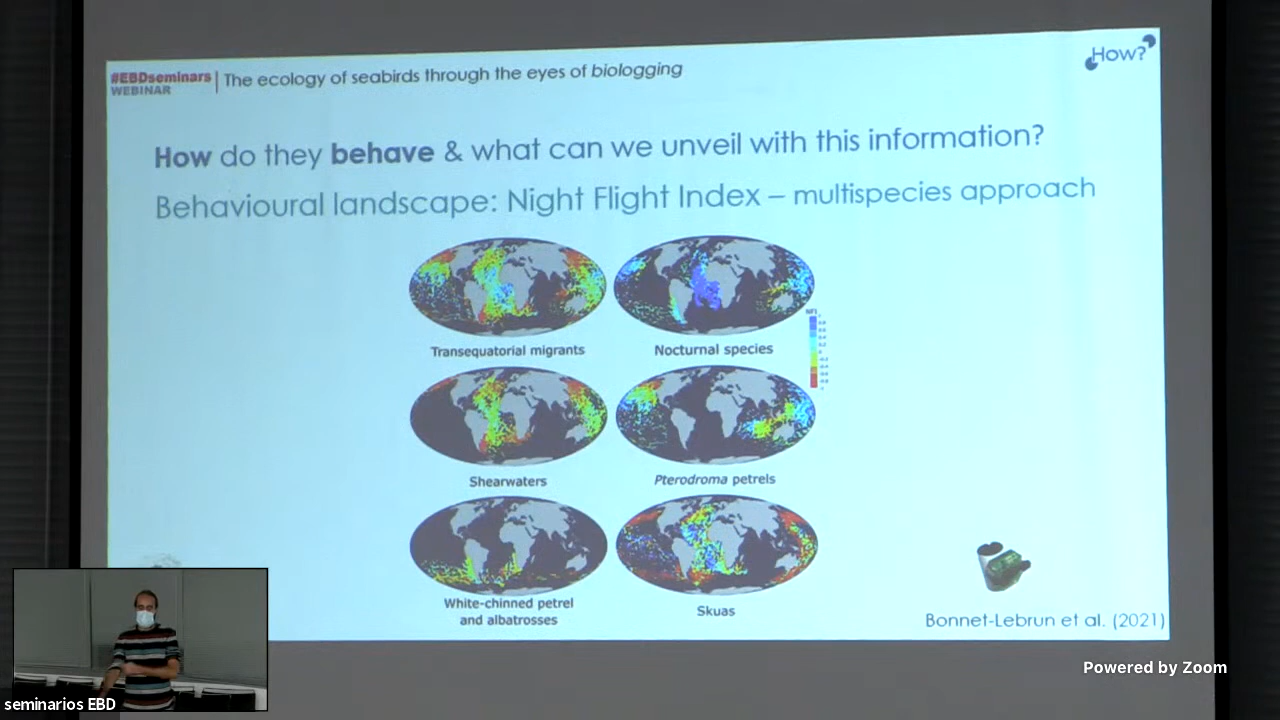 #EBDseminars
WEBINAR
The ecology of seabirds through the eyes of biologging
How?
How do they behave & what can we unveil with this information?
Behavioural landscape: Night Flight Index – multispecies approach
Transequatorial migrants
Nocturnal species
NFI
Shearwaters
Pterodroma petrels
White-chinned petrel
and albatrosses
Skuas
Bonnet-Lebrun et al. (2021)
Powered by Zoom
seminarios EBD